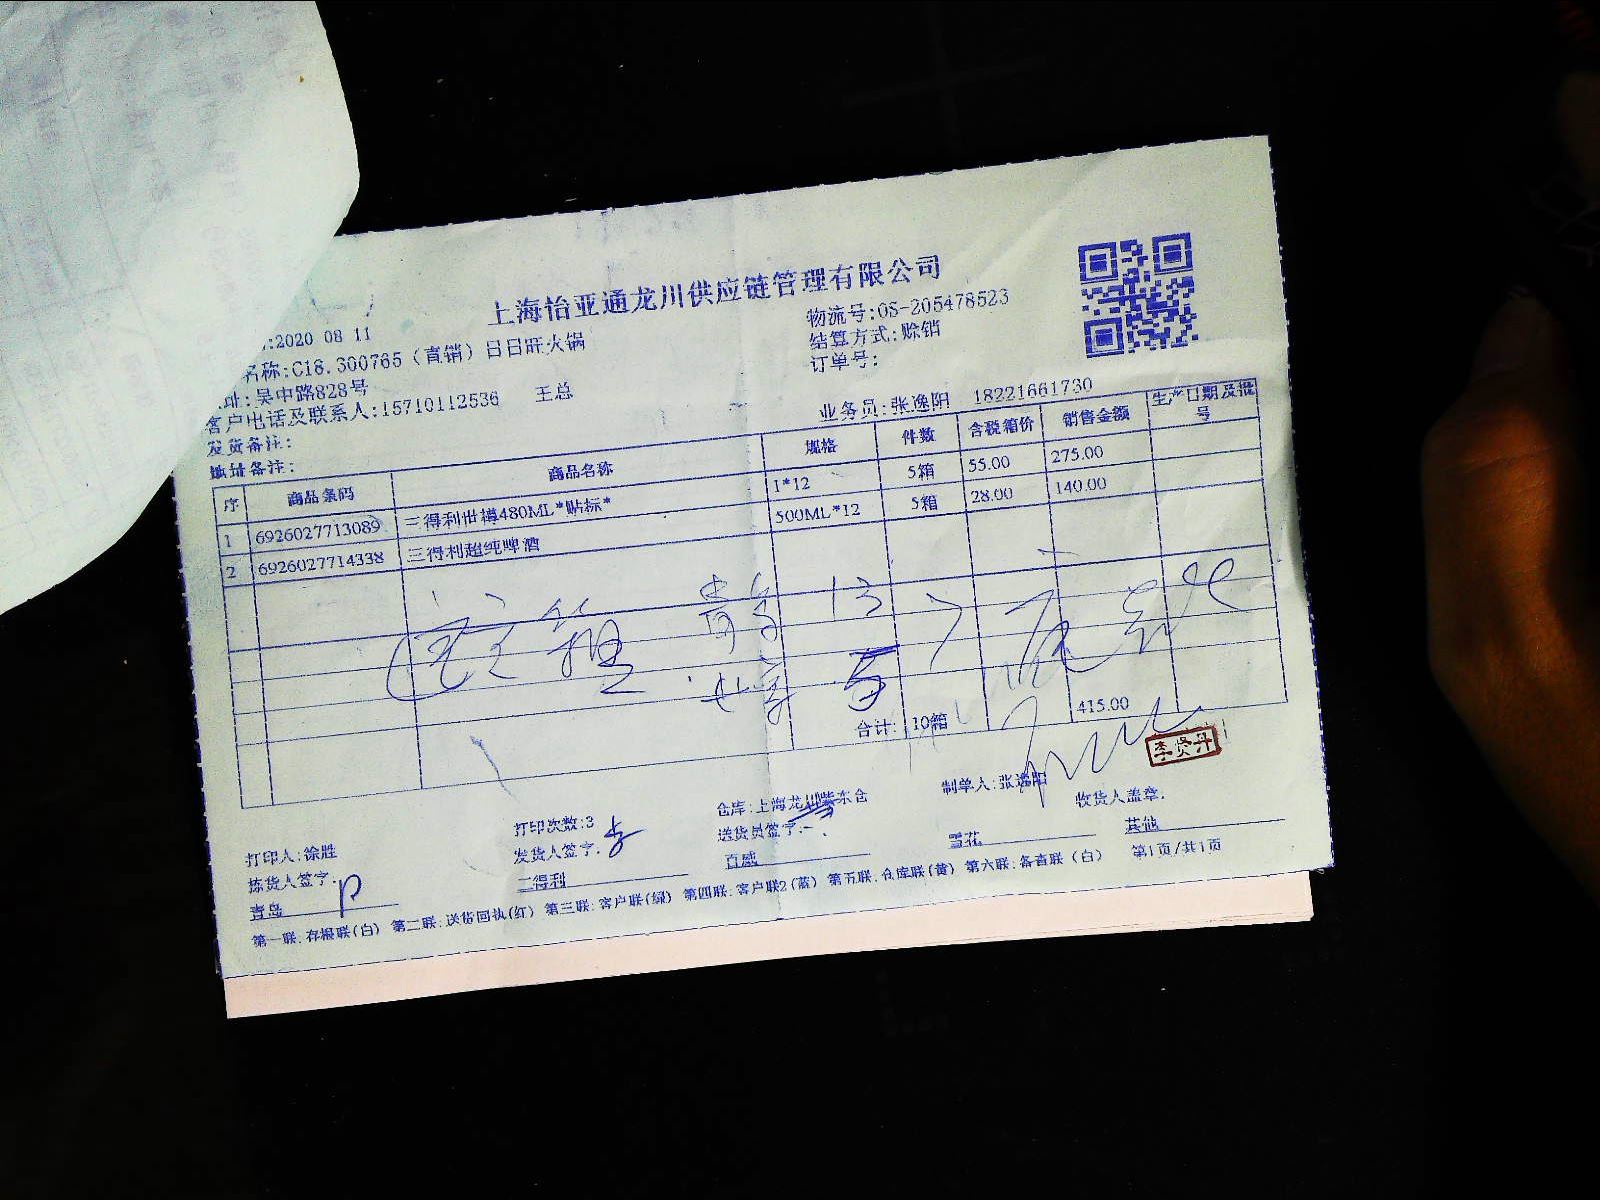 上海怡亚通龙川供应链管理有限公司
:2020 08 11
物流号:OS-205478523
名称:C18.300765（直销）日日旺火锅
结算方式:赊销
址:吴中路828号
订单号:
客户电话及联系人:15710112536 王总
业务员:张逸阳 18221661730
发货备注:
地址备注:
序 商品条码 商品名称 规格 件数 含税箱价 销售金额 生产日期及批号
1 6926027713089 三得利世樽480ML*贴标* 1*12 5箱 55.00 275.00
2 6926027714338 三得利超纯啤酒 500ML*12 5箱 28.00 140.00
青岛 13
5
合计: 10箱 415.00
李贤丹
打印人:徐胜 打印次数:3 仓库:上海龙川紫东仓 制单人:张逸阳
拣货人签字: 发货人签字: 送货员签字: 收货人盖章:
青岛 三得利 百威 雪花 其他
第一联:存根联(白) 第二联:送货回执(红) 第三联:客户联(绿) 第四联:客户联2(蓝) 第五联:仓库联(黄) 第六联:备查联(白) 第1页/共1页